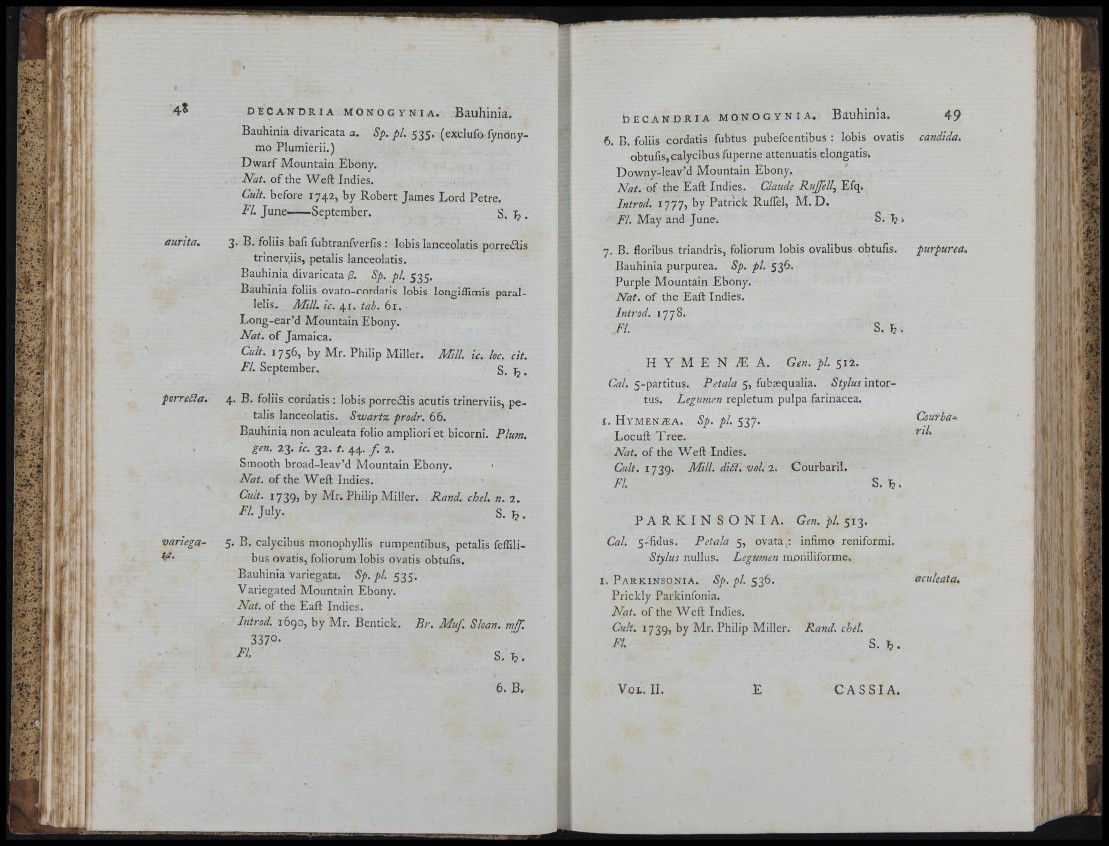 48 DECANDRIA MONOGYNIA. Bauhinia.
Bauhinia divaricata α. Sp. pl. 535. (excluſo ſynony-
mo Plumierii.)
Dwarf Mountain Ebony.
Nat. of the Weſt Indies.
Cult. before 1742, by Robert James Lord Petre.
Fl. June——September. S. ♄.
aurita. 3. B. foliis baſi ſubtranſverſis : lobis lanceolatis porrectis
trinerviis, petalis lanceolatis.
Bauhinia divaricata β. Sp. pl. 535.
Bauhinia foliis ovato-cordatis lobis longiſſimis paral-
lelis. Mill. ic. 41. tab. 61.
Long-ear'd Mountain Ebony.
Nat. of Jamaica.
Cult. 1756, by Mr. Philip Miller. Mill. ic. loc. cit.
Fl. September. S. ♄.
porrecta. 4. B. foliis cordatis : lobis porrectis acutis trinerviis, pe-
talis lanceolatis. Swartz prodr. 66.
Bauhinia non aculeata folio ampliori et bicorni. Plum.
gen. 23. ic. 32. t. 44. f. 2.
Smooth broad-leav'd Mountain Ebony.
Nat. of the Weſt Indies.
Cult. 1739, by Mr. Philip Miller. Rand. chel. n. 2.
Fl. July. S. ♄.
variega- 5. B. calycibus monophyllis rumpentibus, petalis ſeſſili-
ta. bus ovatis, foliorum lobis ovatis obtuſis.
Bauhinia variegata. Sp. pl. 535.
Variegated Mountain Ebony.
Nat. of the Eaſt Indies.
Introd. 1690, by Mr. Bentick. Br. Muſ. Sloan. mſſ.
3370.
Fl. S. ♄.
6. B.
DECANDRIA MONOGYNIA. Bauhinia. 49
6. B. foliis cordatis ſubtus pubeſcentibus : lobis ovatis candida.
obtuſis, calycibus ſuperne attenuatis elongatis.
Downy-leav'd Mountain Ebony.
Nat. of the Eaſt Indies. Claude Ruſſell, Eſq.
Introd. 1777, by Patrick Ruſſel, M. D.
Fl. May and June. S. ♄.
7. B. floribus triandris, foliorum lobis ovalibus obtuſis. purpurea.
Bauhinia purpurea. Sp. pl. 536.
Purple Mountain Ebony.
Nat. of the Eaſt Indies.
Introd. 1778.
Fl. S. ♄.
HYMENÆA. Gen. pl. 512.
Cal. 5-partitus. Petala 5, ſubæqualia. Stylus intor-
tus. Legumen repletum pulpa farinacea.
1. HYMENÆA. Sp. pl. 537. Courba-
Locuſt Tree. ril.
Nat. of the Weſt Indies.
Cult. 1739. Mill. dict. vol. 2. Courbaril.
Fl. S. ♄.
PARKINSONIA. Gen. pl. 513.
Cal. 5-fidus. Petala 5, ovata : infimo reniformi.
Stylus nullus. Legumen moniliforme.
1. PARKINSONIA. Sp. pl. 536. aculeata.
Prickly Parkinſonia.
Nat. of the Weſt Indies.
Cult. 1739, by Mr. Philip Miller. Rand. chel.
Fl. S. ♄.
VOL. II. E CASSIA.